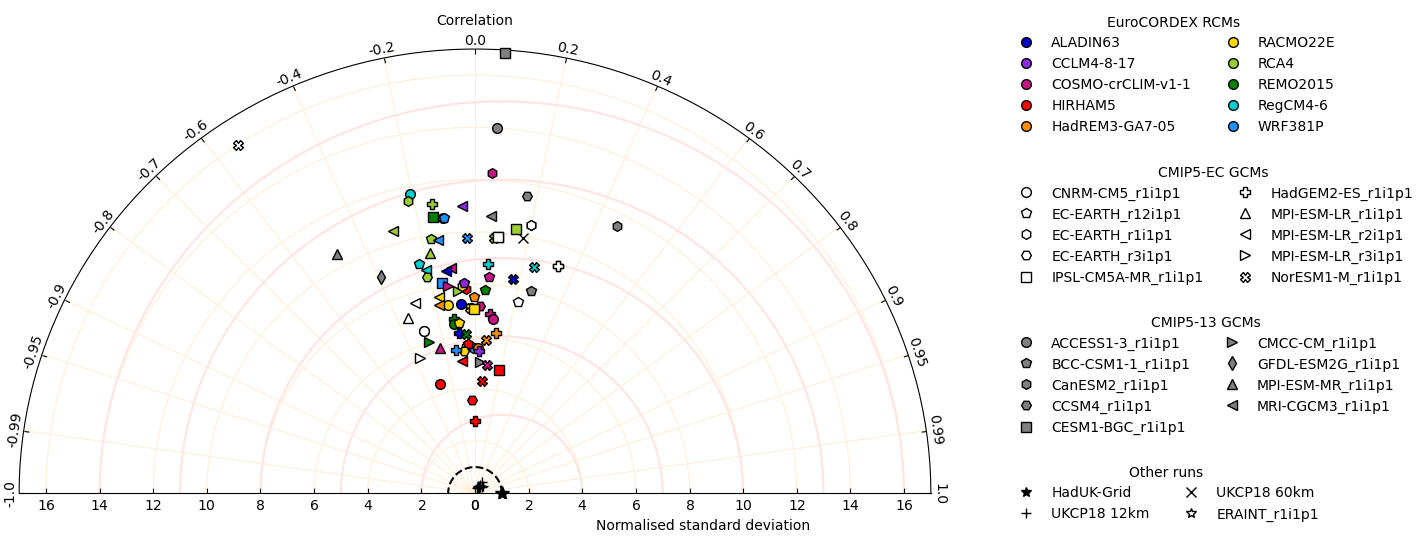 Correlation
-1.0
-0.99
-0.95
-0.9
-0.8
-0.7
-0.6
-0.4
-0.2
0.0
0.2
0.4
0.6
0.7
0.8
0.9
0.95
0.99
1.0
16 14 12 10 8 6 4 2 0 2 4 6 8 10 12 14 16
Normalised standard deviation
EuroCORDEX RCMs
ALADIN63 RACMO22E
CCLM4-8-17 RCA4
COSMO-crCLIM-v1-1 REMO2015
HIRHAM5 RegCM4-6
HadREM3-GA7-05 WRF381P
CMIP5-EC GCMs
CNRM-CM5_r1i1p1 HadGEM2-ES_r1i1p1
EC-EARTH_r12i1p1 MPI-ESM-LR_r1i1p1
EC-EARTH_r1i1p1 MPI-ESM-LR_r2i1p1
EC-EARTH_r3i1p1 MPI-ESM-LR_r3i1p1
IPSL-CM5A-MR_r1i1p1 NorESM1-M_r1i1p1
CMIP5-13 GCMs
ACCESS1-3_r1i1p1 CMCC-CM_r1i1p1
BCC-CSM1-1_r1i1p1 GFDL-ESM2G_r1i1p1
CanESM2_r1i1p1 MPI-ESM-MR_r1i1p1
CCSM4_r1i1p1 MRI-CGCM3_r1i1p1
CESM1-BGC_r1i1p1
Other runs
HadUK-Grid UKCP18 60km
UKCP18 12km ERAINT_r1i1p1